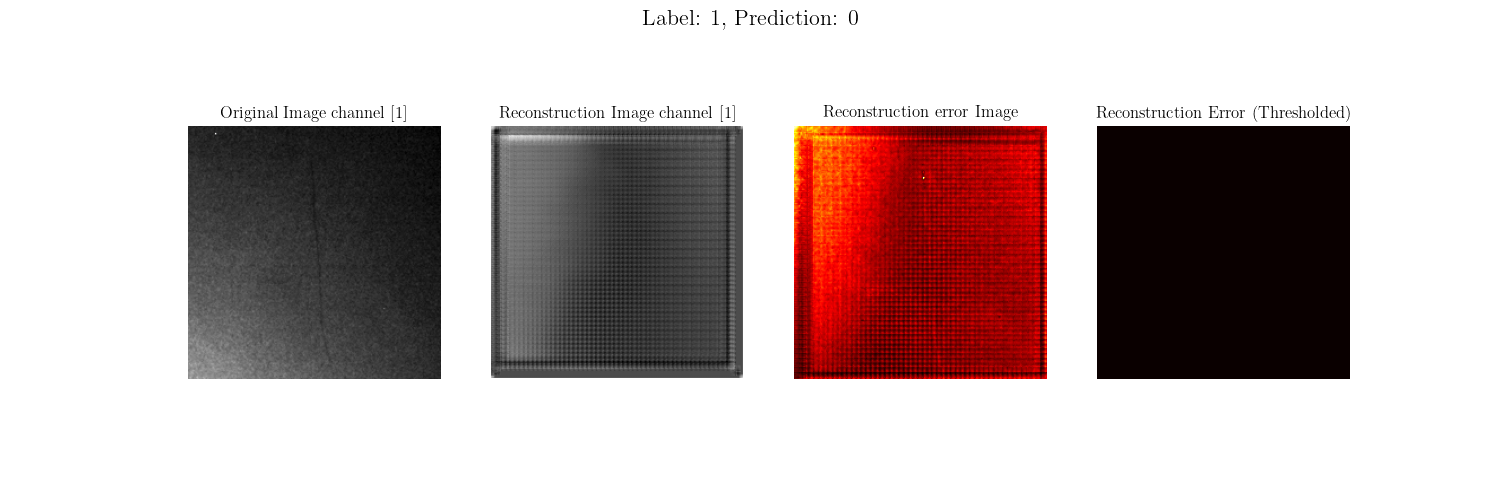 Label: 1, Prediction: 0
Original Image channel [1]
Reconstruction Image channel [1]
Reconstruction error Image
Reconstruction Error (Thresholded)